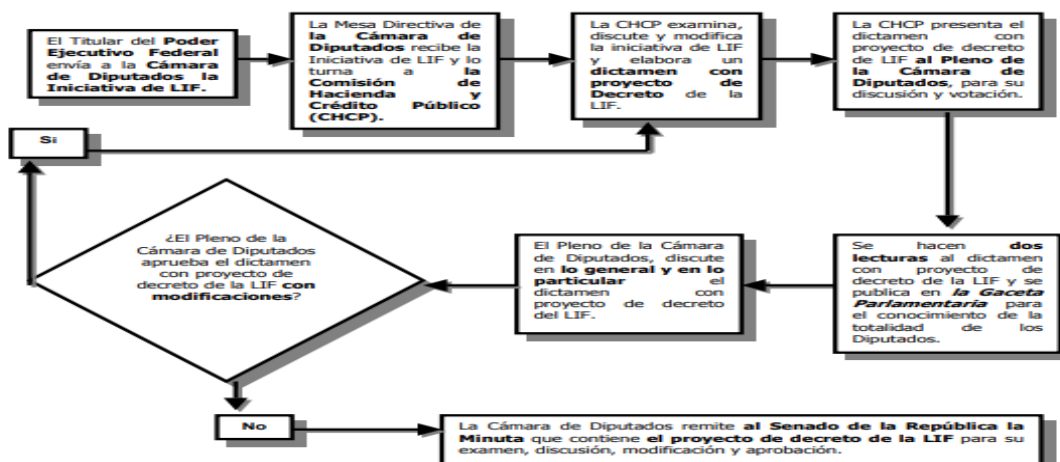 El Titular del Poder
Ejecutivo Federal
envía a la Cámara
de Diputados la
Iniciativa de LIF.
La Mesa Directiva de
la Cámara de
Diputados recibe la
Iniciativa de LIF y lo
turna a la
Comisión de
Hacienda y
Crédito Público
(CHCP).
La CHCP examina,
discute y modifica
la iniciativa de LIF
y elabora un
dictamen con
proyecto de
Decreto de la
LIF.
La CHCP presenta el
dictamen con
proyecto de decreto
de LIF al Pleno de
la Cámara de
Diputados, para su
discusión y votación.
Se hacen dos
lecturas al dictamen
con proyecto de
decreto de la LIF y se
publica en la Gaceta
Parlamentaria para
el conocimiento de la
totalidad de los
Diputados.
El Pleno de la Cámara
de Diputados, discute
en lo general y en lo
particular el
dictamen con
proyecto de decreto
del LIF.
¿El Pleno de la
Cámara de Diputados
aprueba el dictamen
con proyecto de
decreto de la LIF con
modificaciones?
Si
No
La Cámara de Diputados remite al Senado de la República la
Minuta que contiene el proyecto de decreto de la LIF para su
examen, discusión, modificación y aprobación.